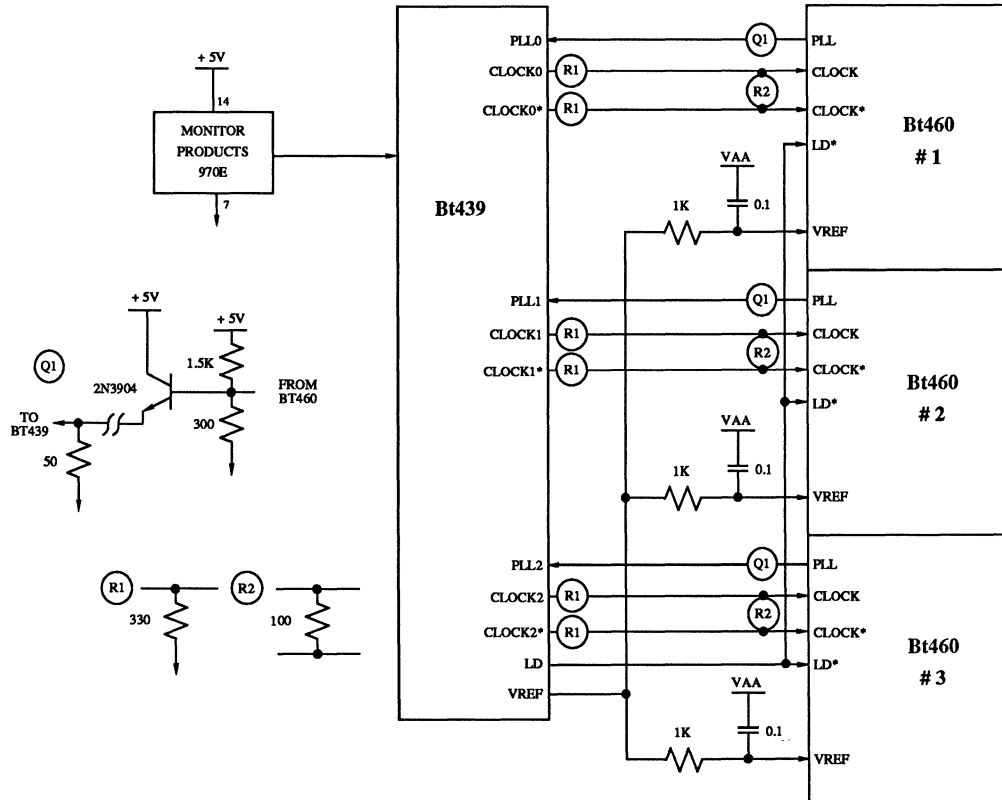 + 5V
14
MONITOR
PRODUCTS
970E
7
Bt439
PLL0
CLOCK0
CLOCK0*
R1
R1
Q1
R2
PLL
CLOCK
CLOCK*
LD*
VREF
Bt460
# 1
VAA
0.1
1K
PLL1
CLOCK1
CLOCK1*
R1
R1
Q1
R2
PLL
CLOCK
CLOCK*
LD*
VREF
Bt460
# 2
VAA
0.1
1K
Q1
+ 5V
+ 5V
1.5K
2N3904
FROM
BT460
TO
BT439
300
50
R1
330
R2
100
PLL2
CLOCK2
CLOCK2*
LD
VREF
R1
R1
Q1
R2
PLL
CLOCK
CLOCK*
LD*
VREF
Bt460
# 3
VAA
0.1
1K